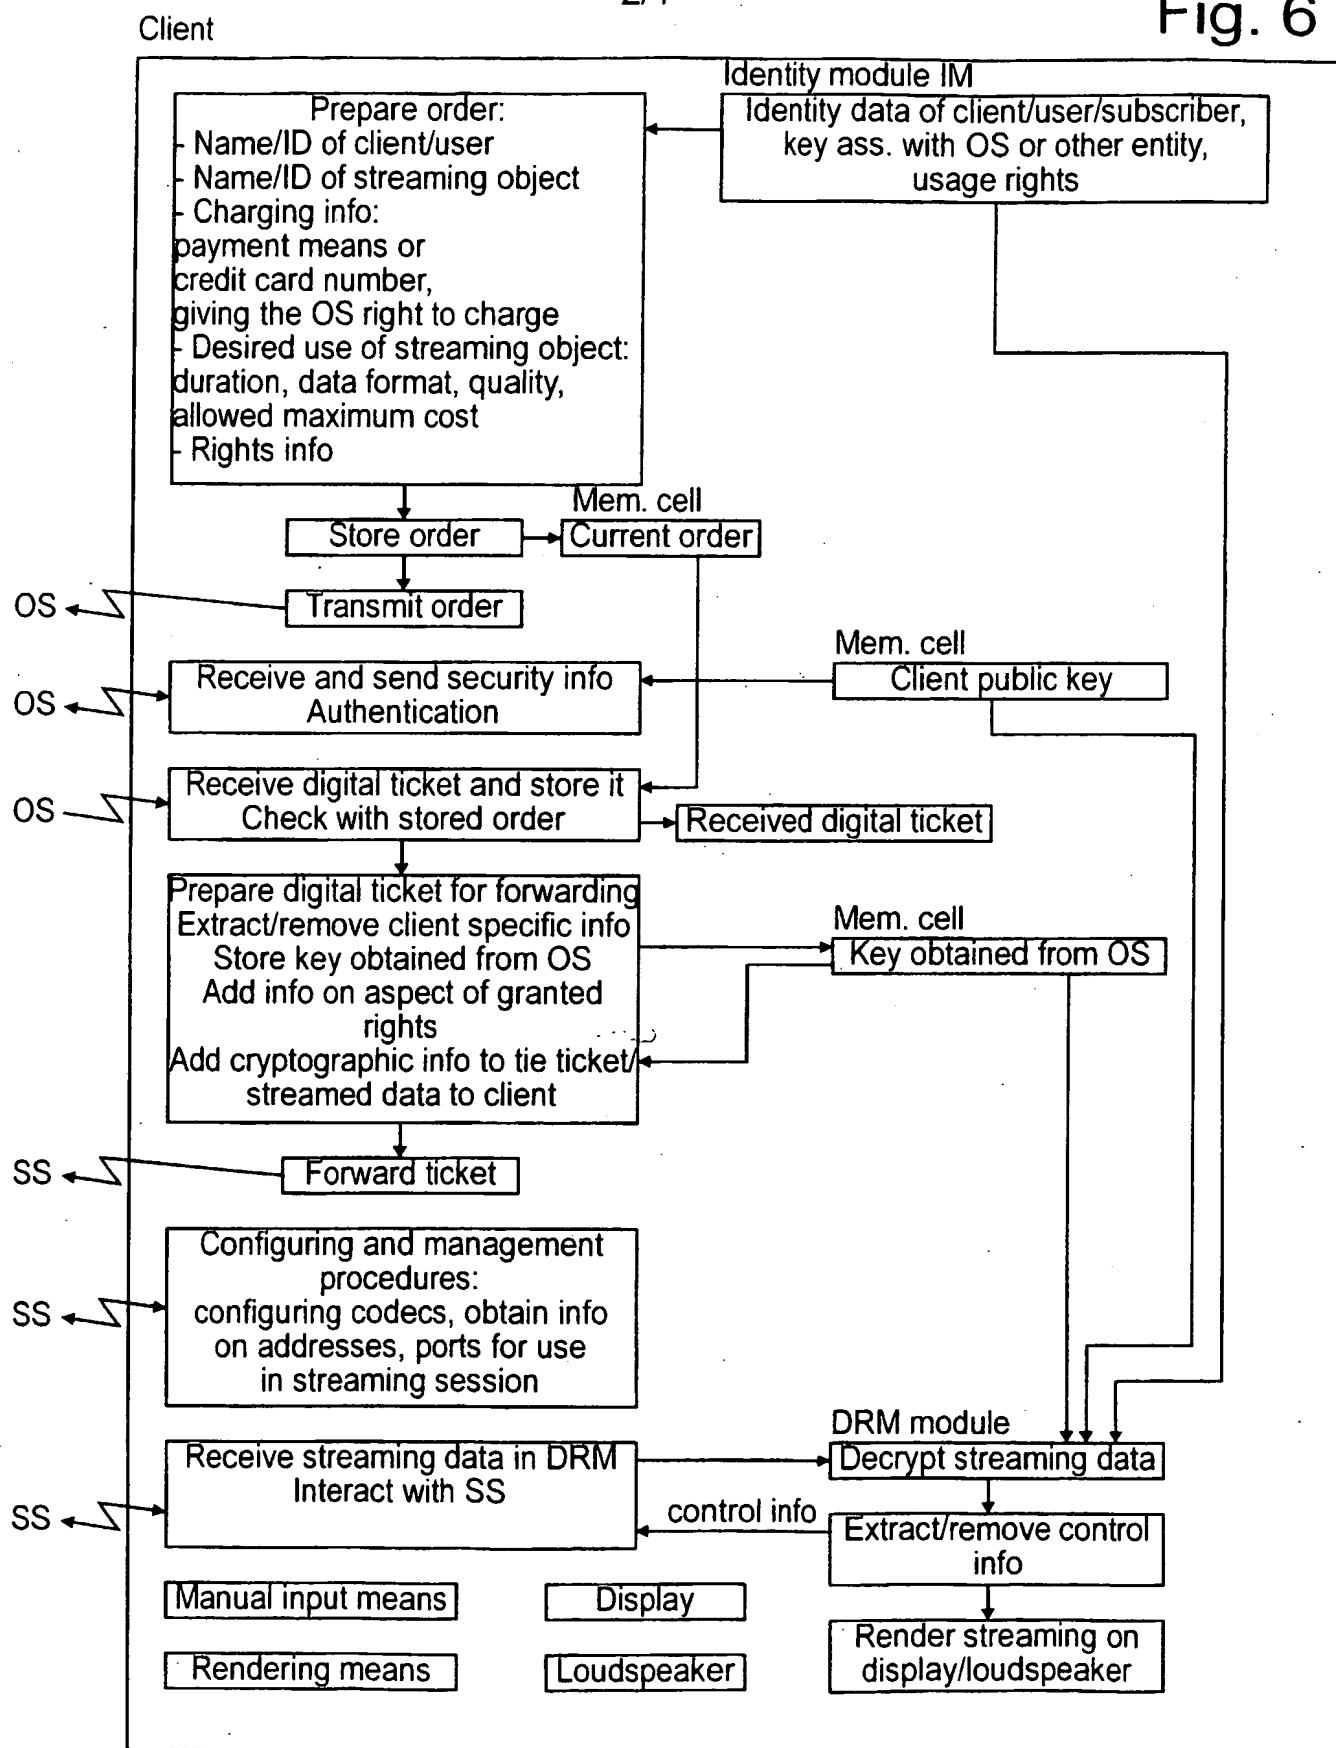 Fig. 6
Client
Identity module IM
Prepare order:
- Name/ID of client/user
- Name/ID of streaming object
- Charging info:
payment means or
credit card number,
giving the OS right to charge
- Desired use of streaming object:
duration, data format, quality,
allowed maximum cost
- Rights info
Identity data of client/user/subscriber,
key ass. with OS or other entity,
usage rights
Mem. cell
Store order
Current order
OS
Transmit order
Mem. cell
Receive and send security info
Authentication
Client public key
OS
Receive digital ticket and store it
Check with stored order
OS
Received digital ticket
Prepare digital ticket for forwarding
Extract/remove client specific info
Store key obtained from OS
Add info on aspect of granted
rights
Add cryptographic info to tie ticket/
streamed data to client
Mem. cell
Key obtained from OS
SS
Forward ticket
Configuring and management
procedures:
configuring codecs, obtain info
on addresses, ports for use
in streaming session
SS
DRM module
Receive streaming data in DRM
Interact with SS
Decrypt streaming data
SS
control info
Extract/remove control
info
Manual input means
Display
Render streaming on
display/loudspeaker
Rendering means
Loudspeaker